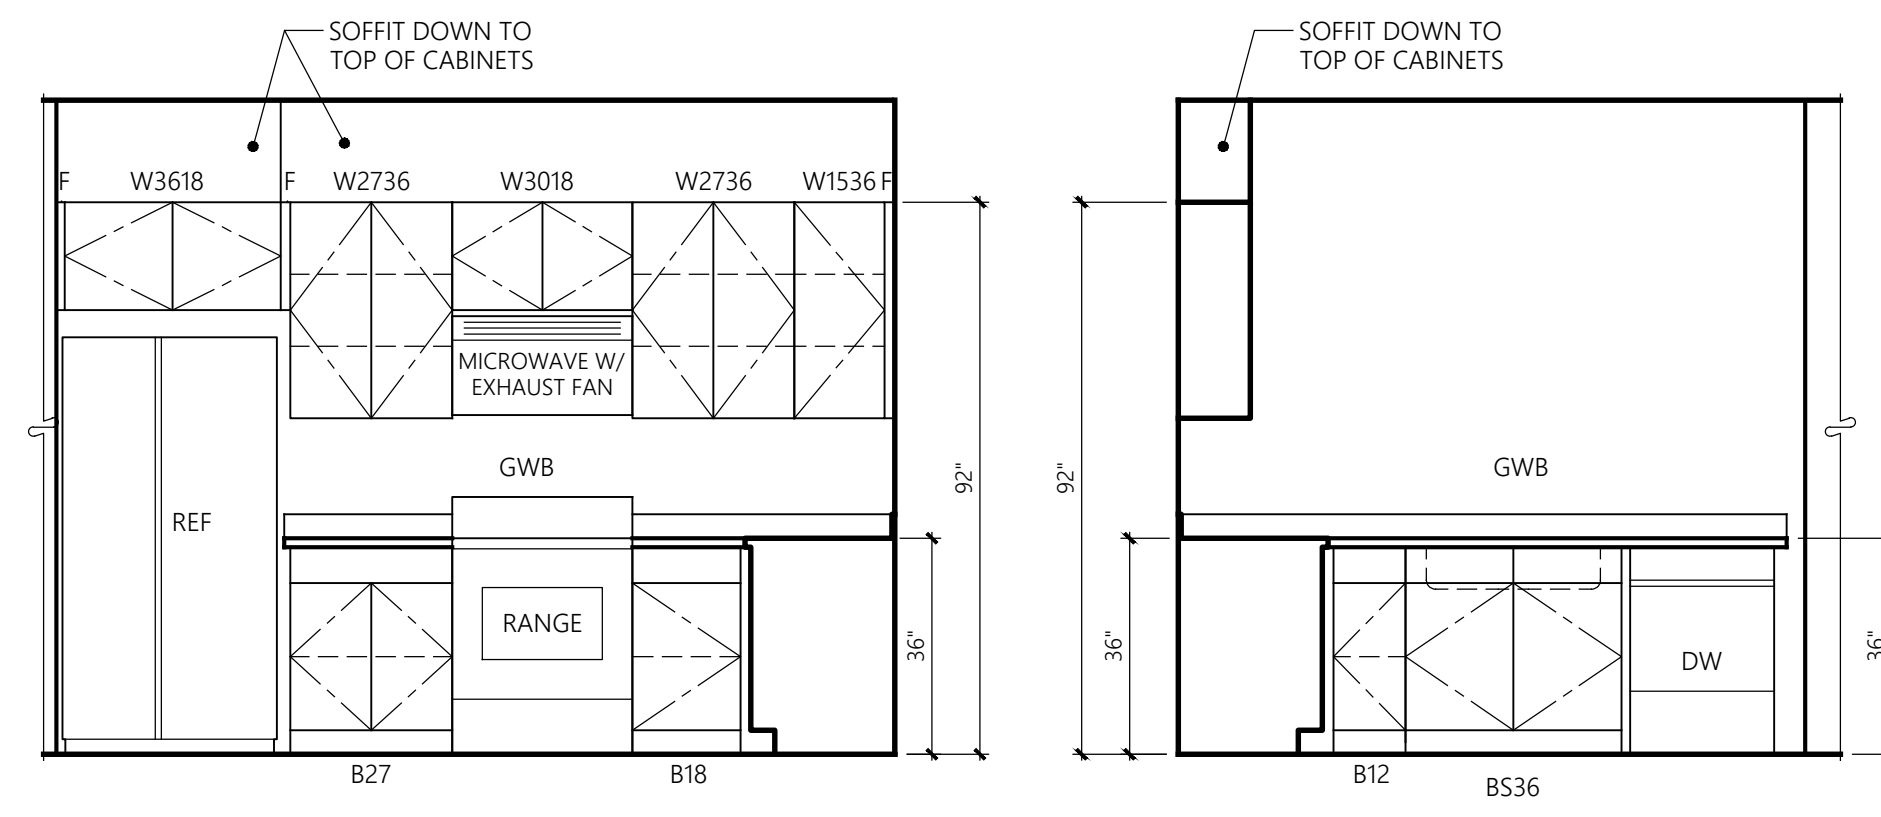 SOFFIT DOWN TO
TOP OF CABINETS
F W3618 F W2736 W3018 W2736 W1536 F
MICROWAVE W/
EXHAUST FAN
GWB
REF
RANGE
36"
92"
B27 B18
SOFFIT DOWN TO
TOP OF CABINETS
92"
36"
GWB
DW
36"
B12
BS36